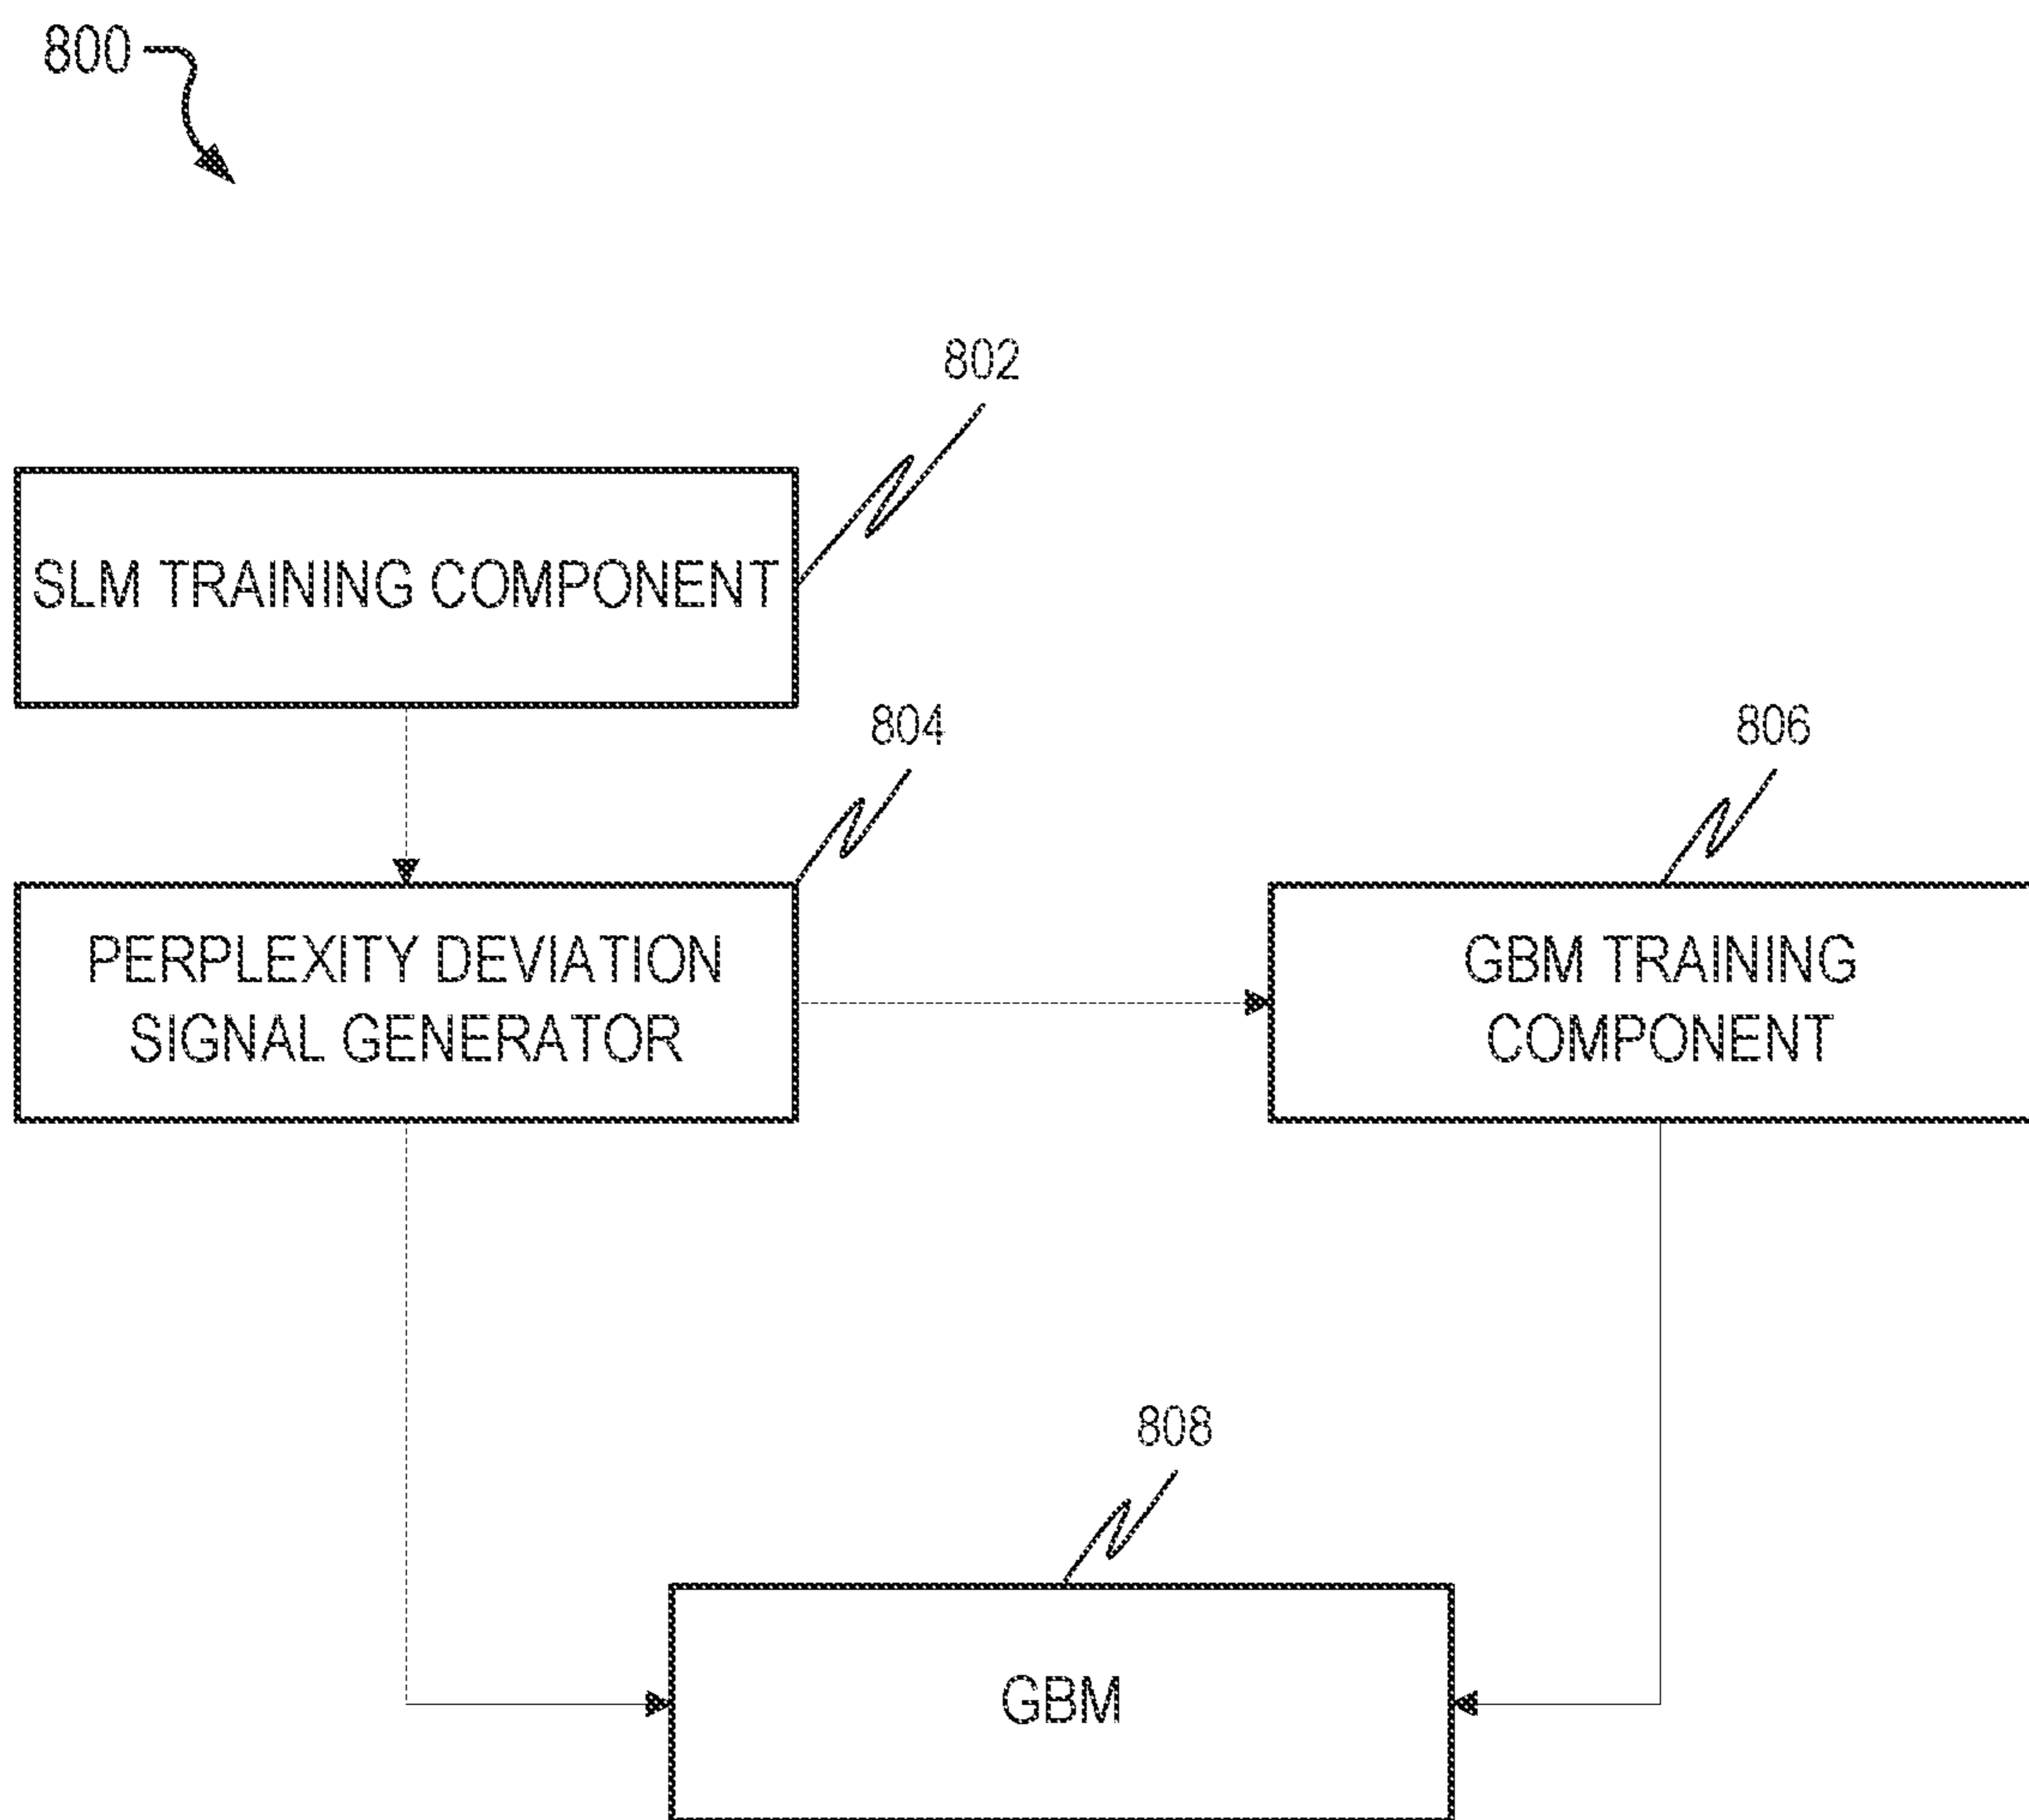 800
802
SLM TRAINING COMPONENT
804
806
PERPLEXITY DEVIATION
SIGNAL GENERATOR
GBM TRAINING
COMPONENT
808
GBM